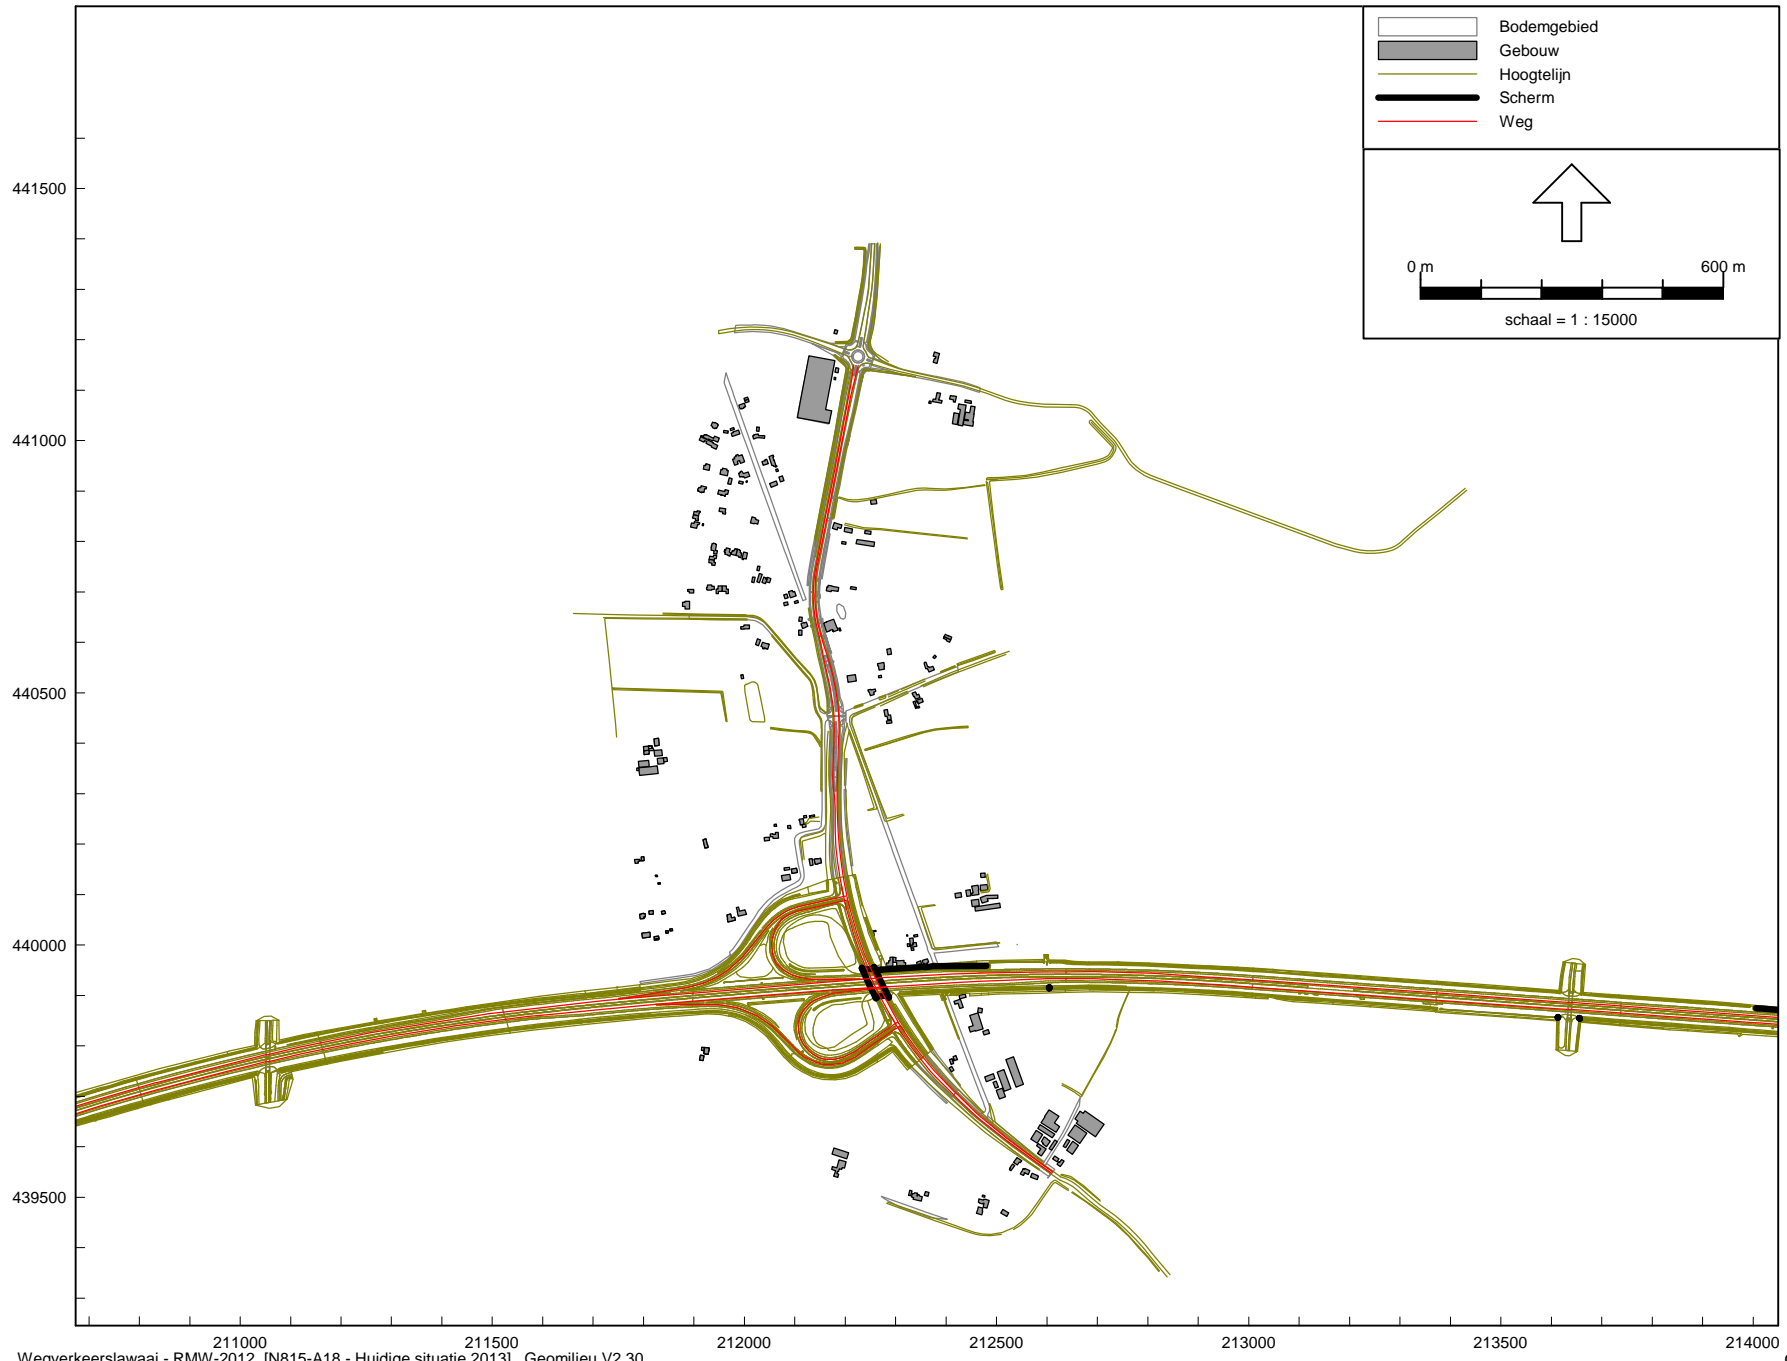 Bodemgebied
Gebouw
Hoogtelijn
Scherm
Weg
0 m 600 m
schaal = 1 : 15000
441500
441000
440500
440000
439500
211000 211500 212000 212500 213000 213500 214000
Wegverkeerslawaai - RMW-2012, [N815-A18 - Huidige situatie 2013], Geomilieu V2.30